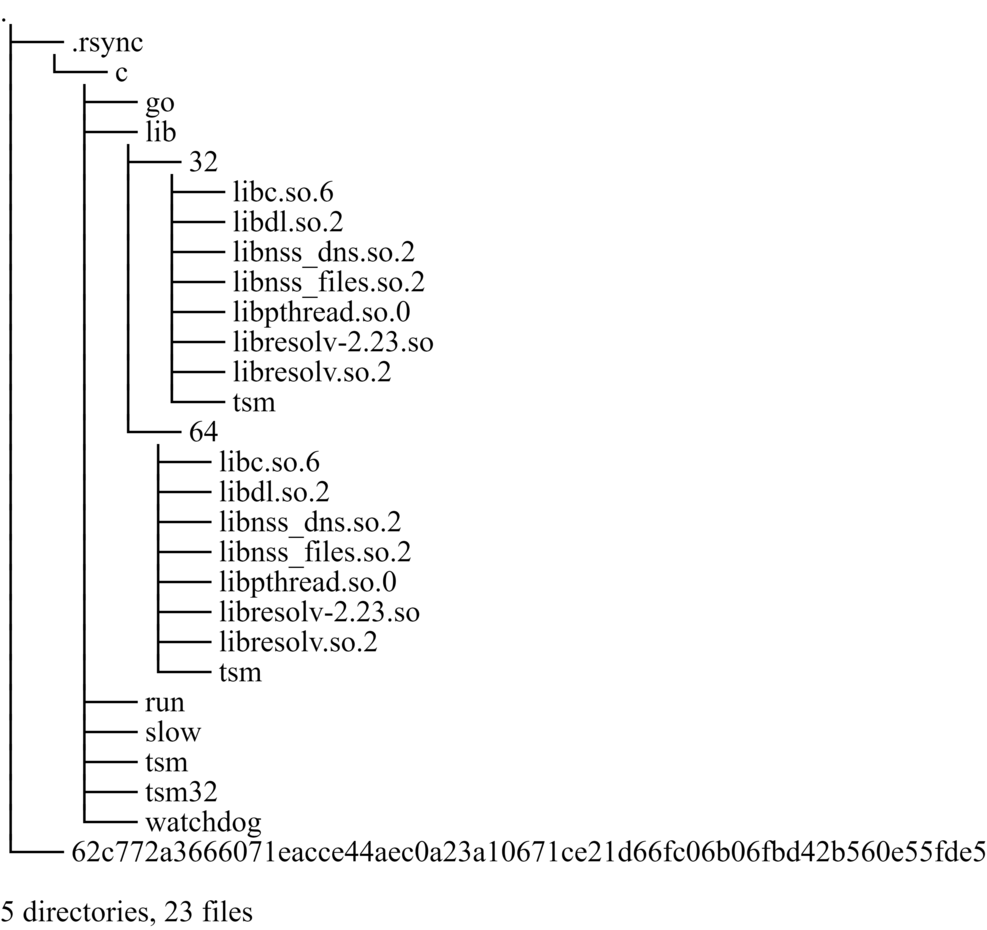 .
.rsync
c
go
lib
32
libc.so.6
libdl.so.2
libnss_dns.so.2
libnss_files.so.2
libpthread.so.0
libresolv-2.23.so
libresolv.so.2
tsm
64
libc.so.6
libdl.so.2
libnss_dns.so.2
libnss_files.so.2
libpthread.so.0
libresolv-2.23.so
libresolv.so.2
tsm
run
slow
tsm
tsm32
watchdog
62c772a3666071eacce44aec0a23a10671ce21d66fc06b06fbd42b560e55fde5
5 directories, 23 files